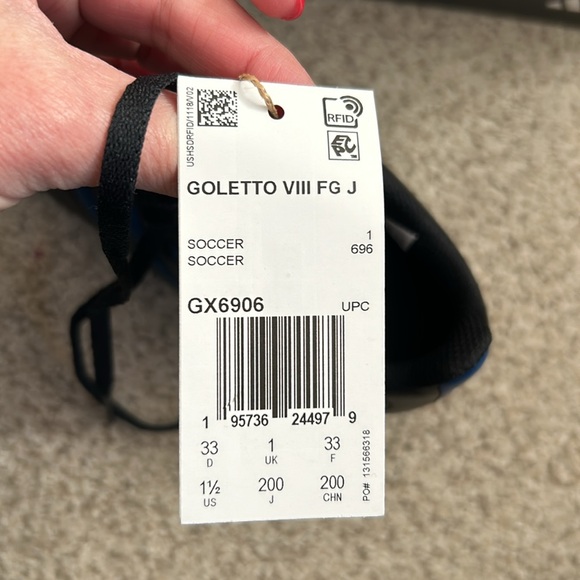 USHSDRFID/1118/V02
RFID
EPC
GOLETTO VIII FG J
1
SOCCER 696
SOCCER
GX6906 UPC
1 95736 24497 9
33 1 33
D UK F
1½ 200 200
US J CHN
PO# 131566318